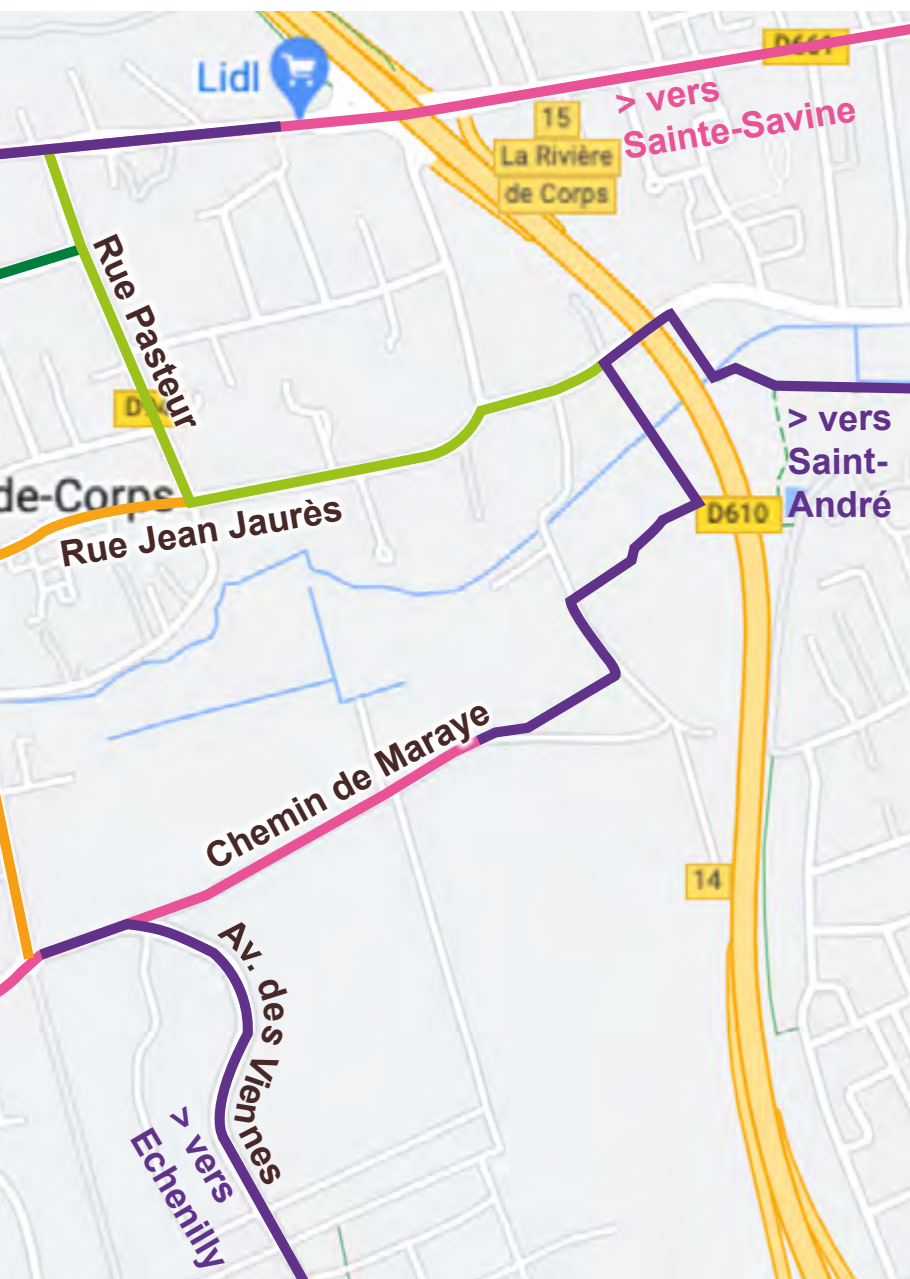 D661
Lidl
> vers
Sainte-Savine
15
La Rivière
de Corps
Rue Pasteur
de-Corps
Rue Jean Jaurès
> vers
Saint-
André
D610
Chemin de Maraye
14
Av. des Viennes
> vers
Echenilly